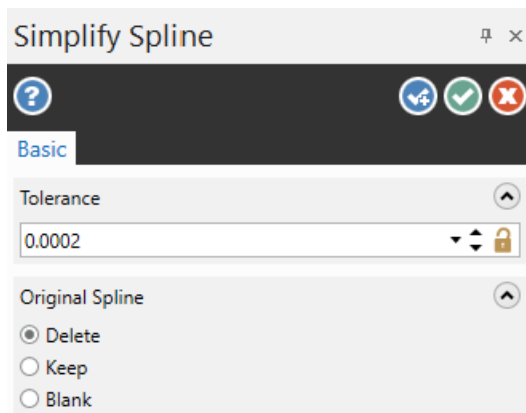 Simplify Spline
Basic
Tolerance
0.0002
Original Spline
Delete
Keep
Blank